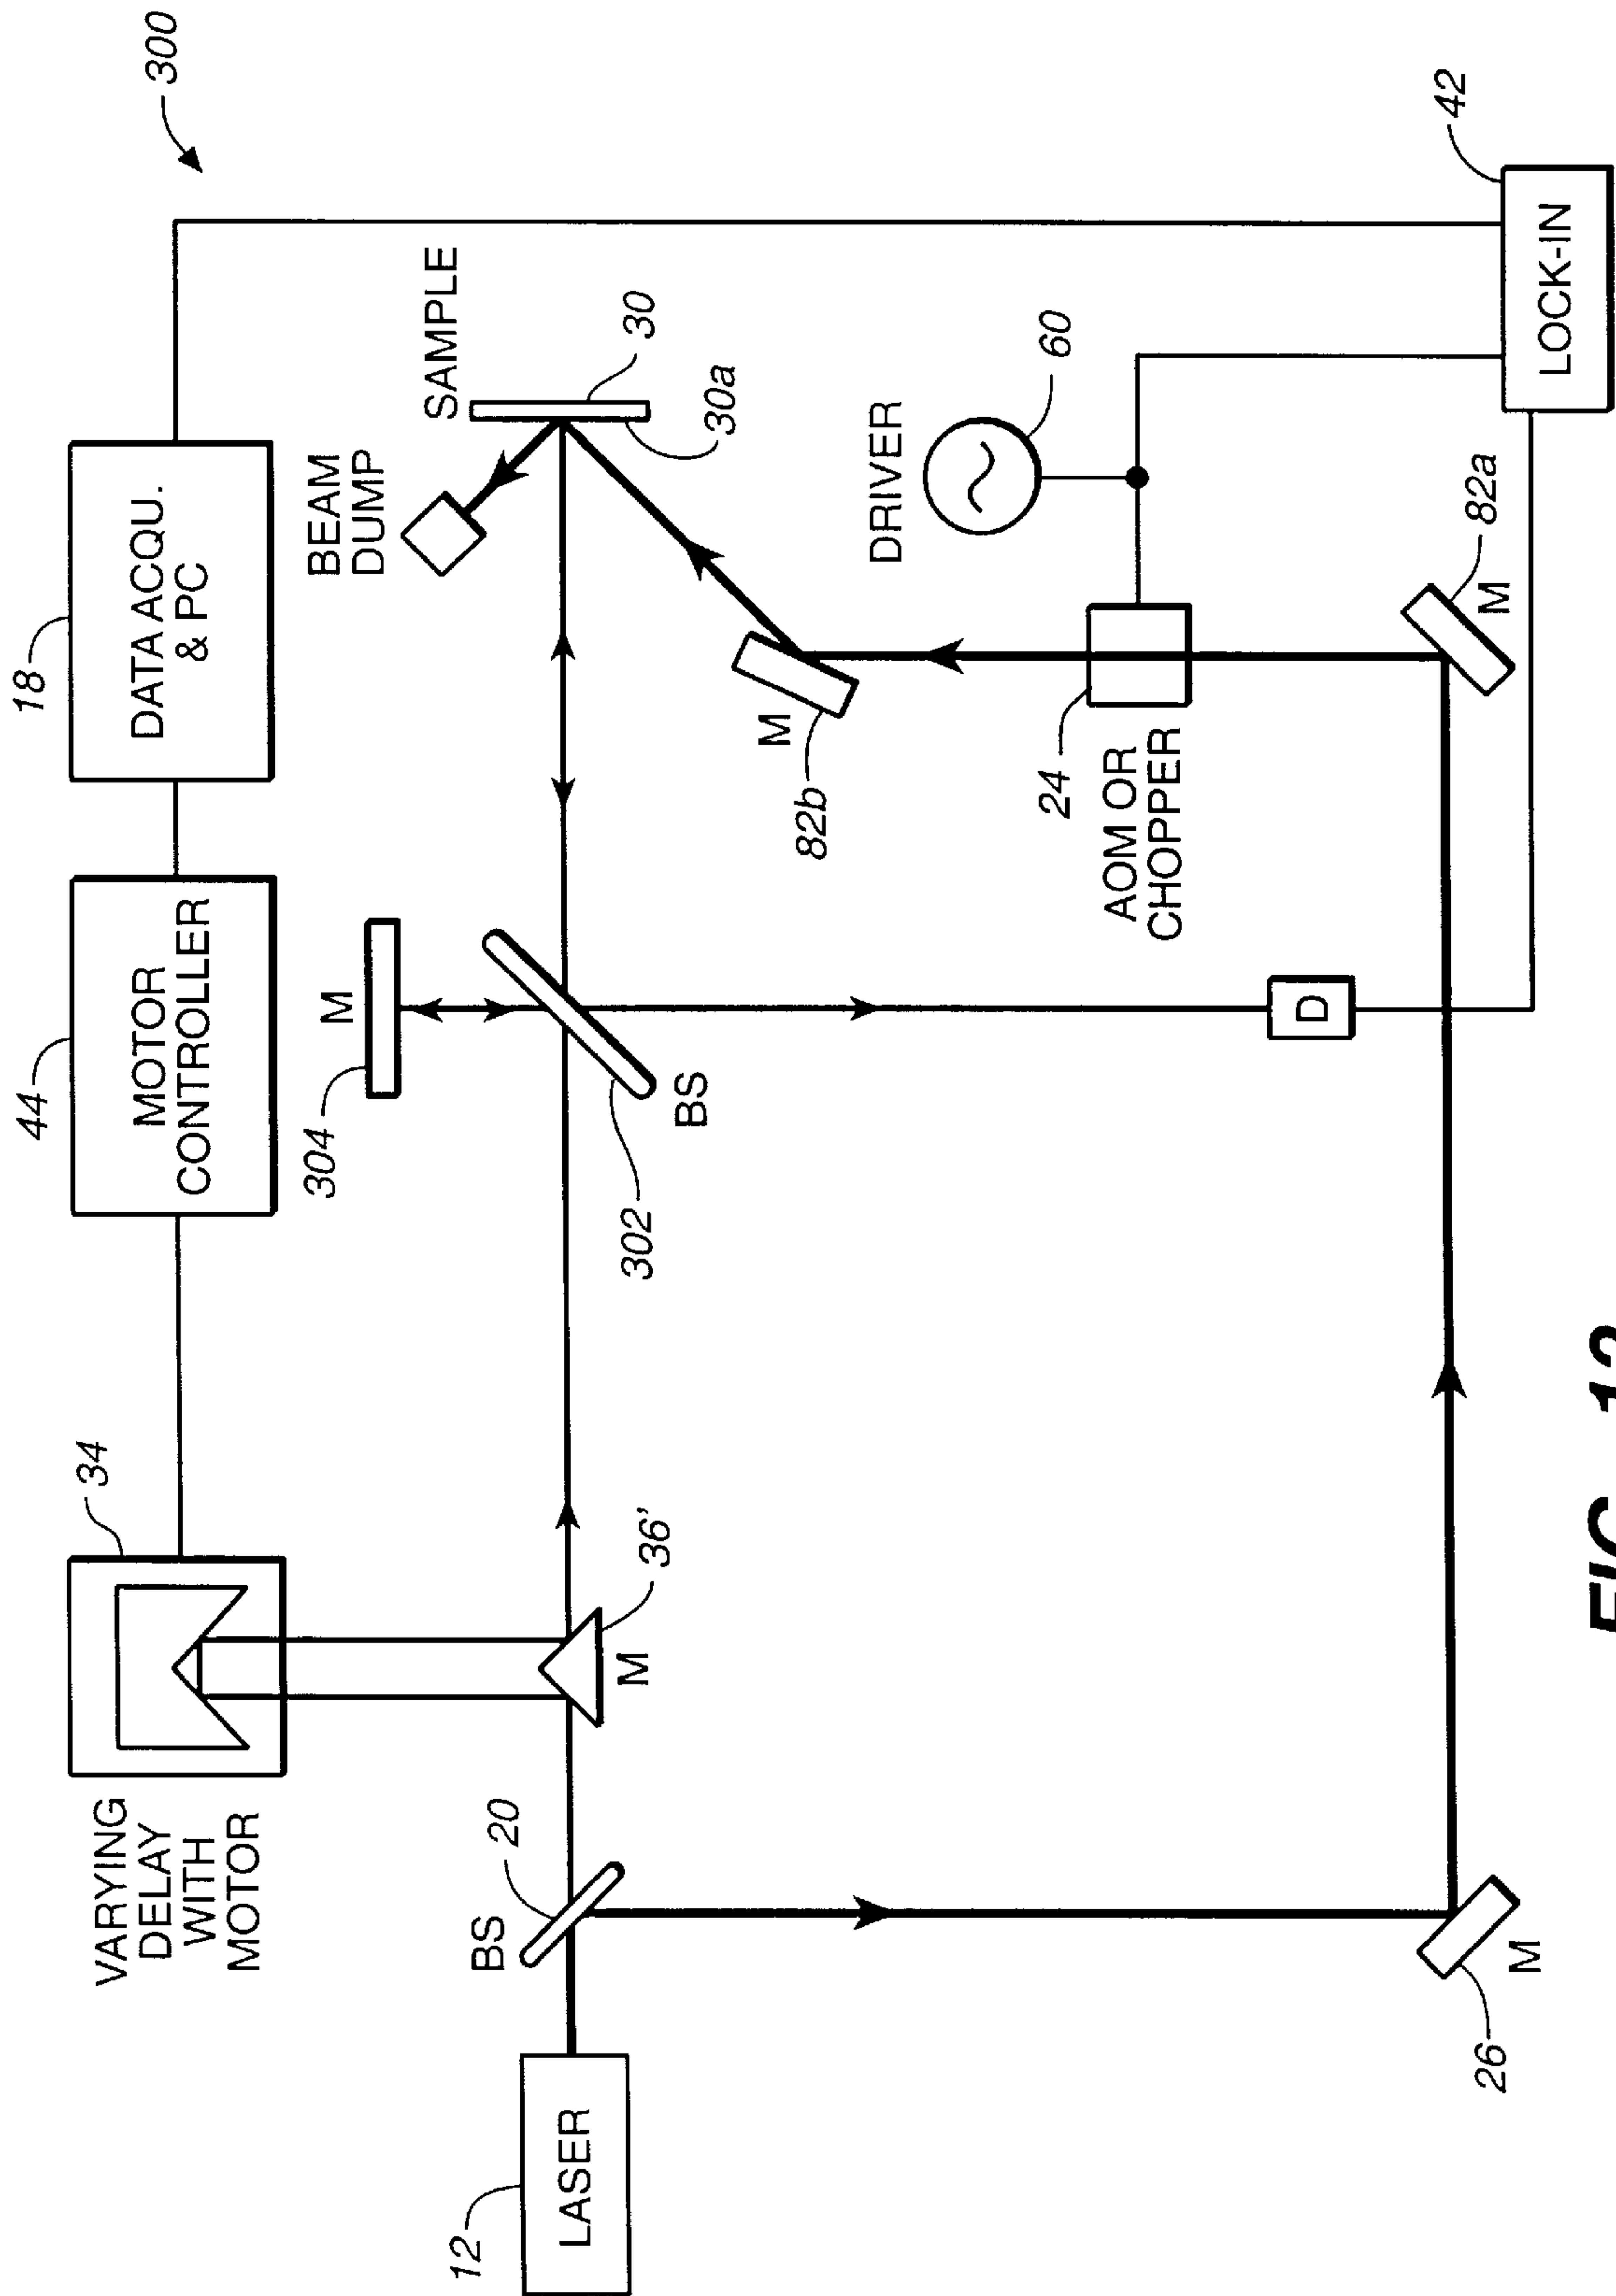 300
18
DATA ACQU.
& PC
44
MOTOR
CONTROLLER
34
VARYING
DELAY
WITH
MOTOR
SAMPLE
30
30a
BEAM
DUMP
M
304
BS
302
36'
M
20
BS
12
LASER
DRIVER
60
M
82b
24
AOM OR
CHOPPER
82a
M
D
42
LOCK-IN
26
M
FIG.